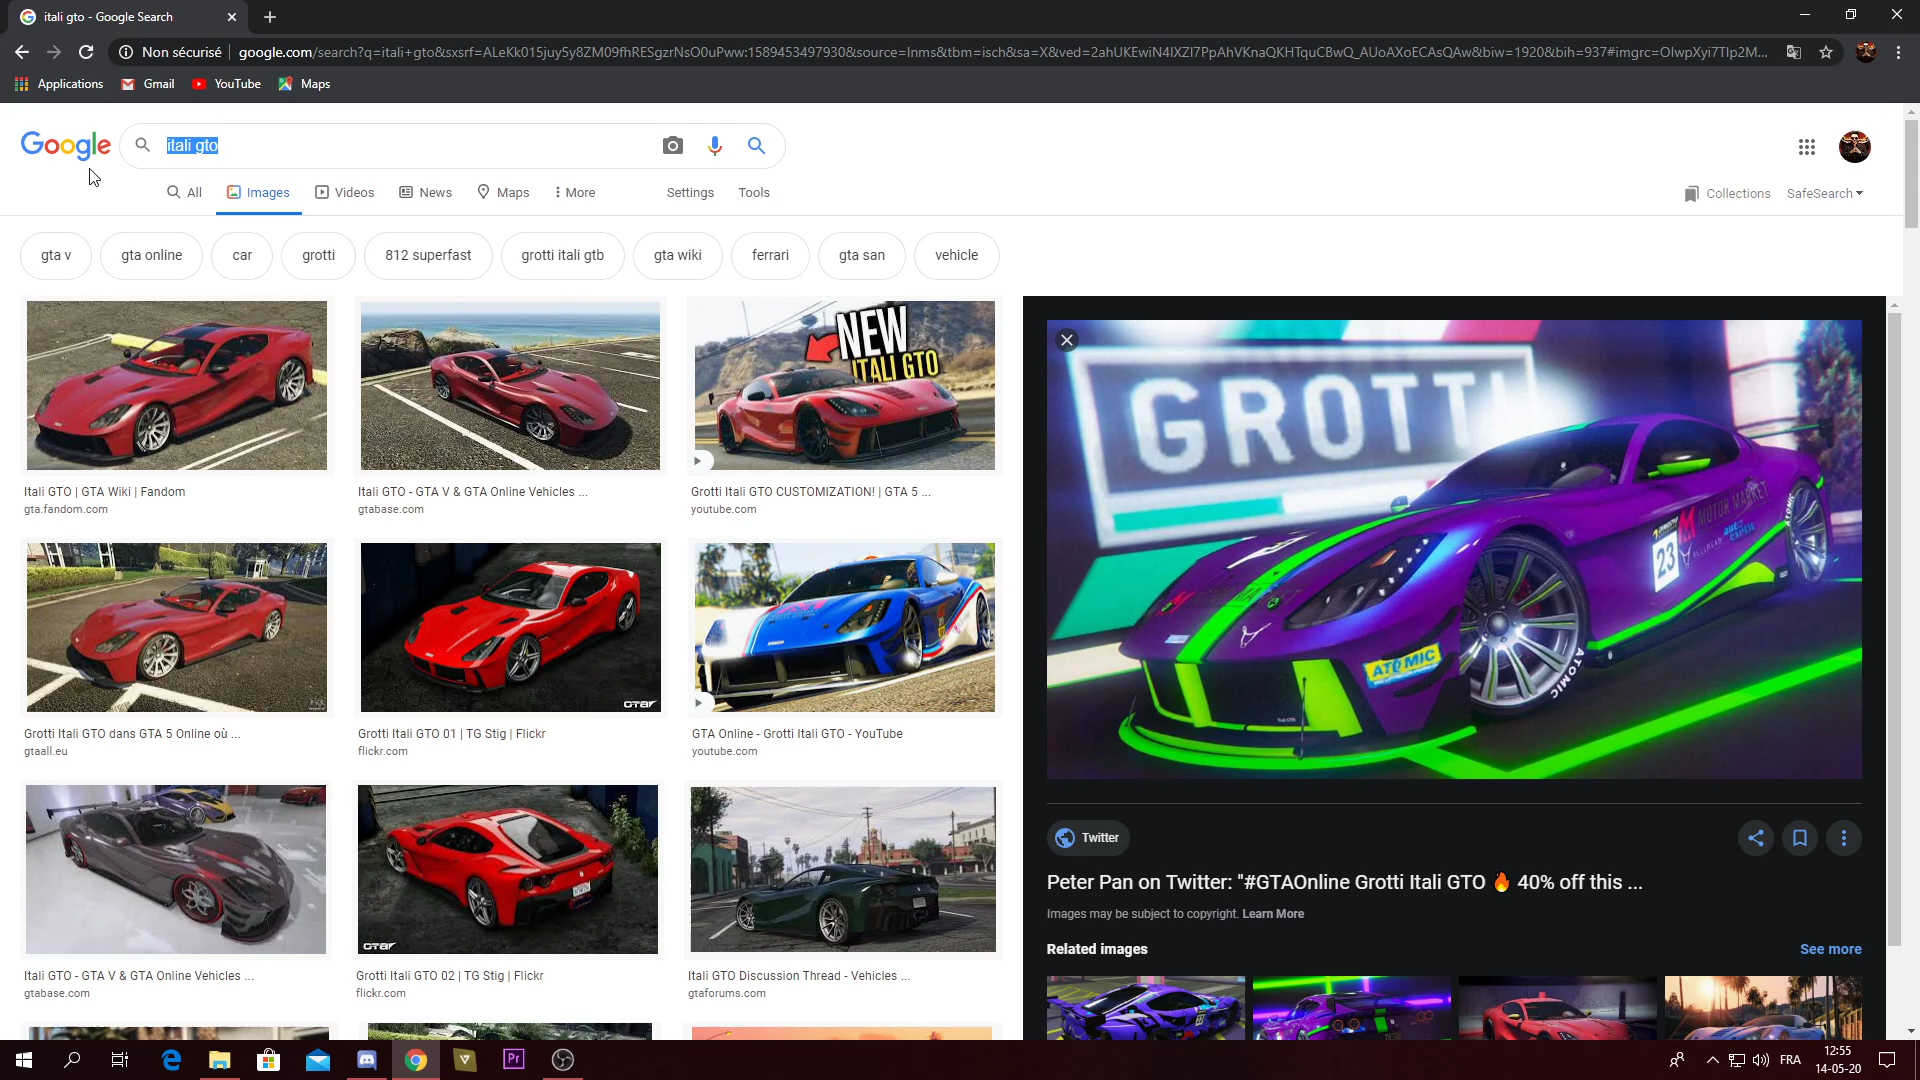 itali gto - Google Search
Non sécurisé
google.com/search?q=itali+gto&sxsrf=ALeKk015juy5y8ZM09fhRESgzrNsO0uPww:1589453497930&source=lnms&tbm=isch&sa=X&ved=2ahUKEwiN4IXZl7PpAhVKnaQKHTquCBwQ_AUoAXoECAsQAw&biw=1920&bih=937#imgrc=OIwpXyi7TIp2M...
Applications Gmail YouTube Maps
Google itali gto
All Images Videos News Maps More Settings Tools Collections SafeSearch
gta v gta online car grotti 812 superfast grotti itali gtb gta wiki ferrari gta san vehicle
NEW
ITALI GTO
Itali GTO | GTA Wiki | Fandom
gta.fandom.com
Itali GTO - GTA V & GTA Online Vehicles ...
gtabase.com
Grotti Itali GTO CUSTOMIZATION! | GTA 5 ...
youtube.com
Grotti Itali GTO dans GTA 5 Online où ...
gtaall.eu
Grotti Itali GTO 01 | TG Stig | Flickr
flickr.com
GTA Online - Grotti Itali GTO - YouTube
youtube.com
Itali GTO - GTA V & GTA Online Vehicles ...
gtabase.com
Grotti Itali GTO 02 | TG Stig | Flickr
flickr.com
Itali GTO Discussion Thread - Vehicles ...
gtaforums.com
GROTTI
MOTOR MARKET
23
ATOMIC
ATOMIC
ATOMIC
Twitter
Peter Pan on Twitter: "#GTAOnline Grotti Itali GTO 🔥 40% off this ...
Images may be subject to copyright. Learn More
Related images
See more
Pr
FRA
12:55
14-05-20